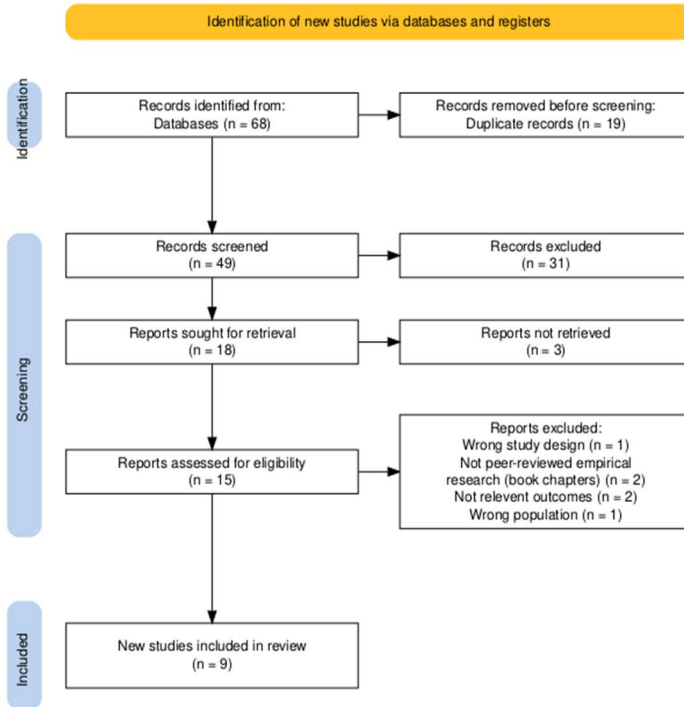 Identification of new studies via databases and registers
Identification
Records identified from:
Databases (n = 68)
Records removed before screening:
Duplicate records (n = 19)
Screening
Records screened
(n = 49)
Records excluded
(n = 31)
Reports sought for retrieval
(n = 18)
Reports not retrieved
(n = 3)
Reports assessed for eligibility
(n = 15)
Reports excluded:
Wrong study design (n = 1)
Not peer-reviewed empirical
research (book chapters) (n = 2)
Not relevent outcomes (n = 2)
Wrong population (n = 1)
Included
New studies included in review
(n = 9)